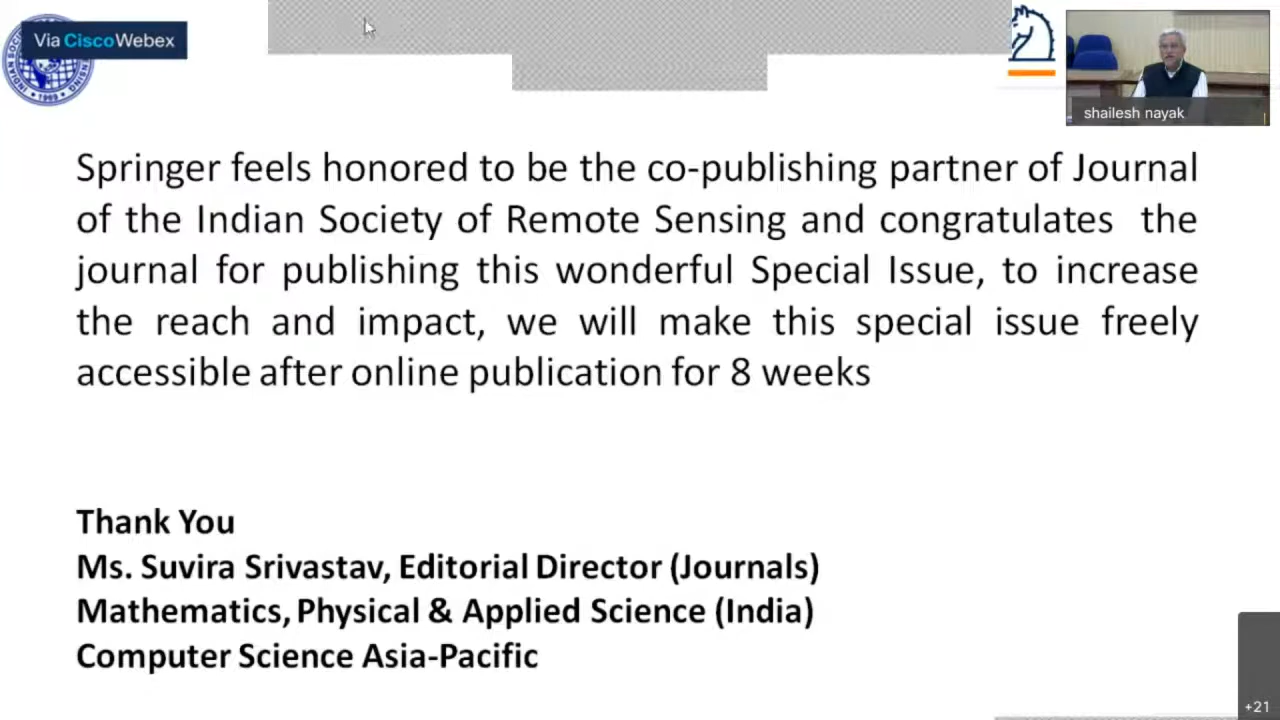 Via CiscoWebex
shailesh nayak
Springer feels honored to be the co-publishing partner of Journal
of the Indian Society of Remote Sensing and congratulates the
journal for publishing this wonderful Special Issue, to increase
the reach and impact, we will make this special issue freely
accessible after online publication for 8 weeks
Thank You
Ms. Suvira Srivastav, Editorial Director (Journals)
Mathematics, Physical & Applied Science (India)
Computer Science Asia-Pacific
+21